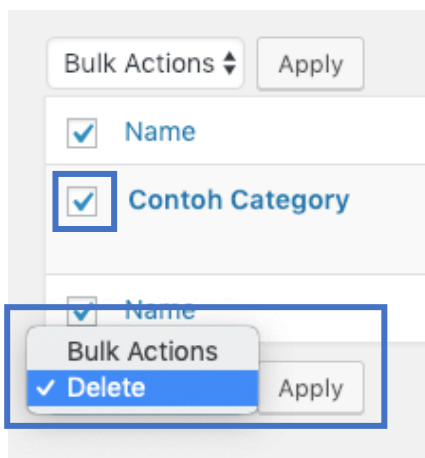 Bulk Actions Apply
Name
Contoh Category
Name
Bulk Actions
Delete Apply